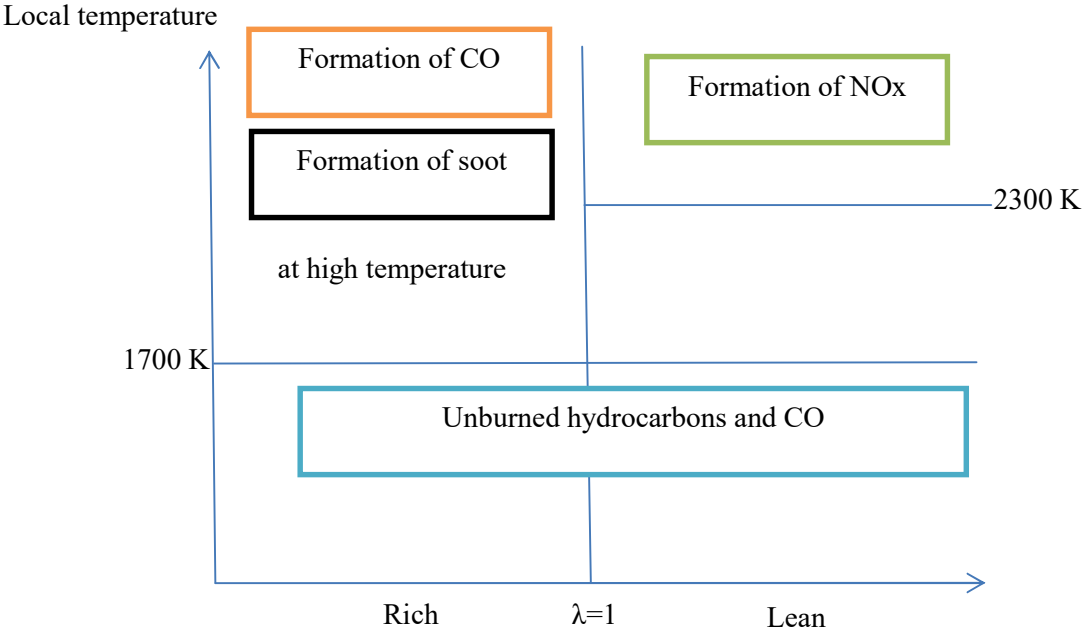 Local temperature
Formation of CO
Formation of NOx
Formation of soot
2300 K
at high temperature
1700 K
Unburned hydrocarbons and CO
Rich
λ=1
Lean